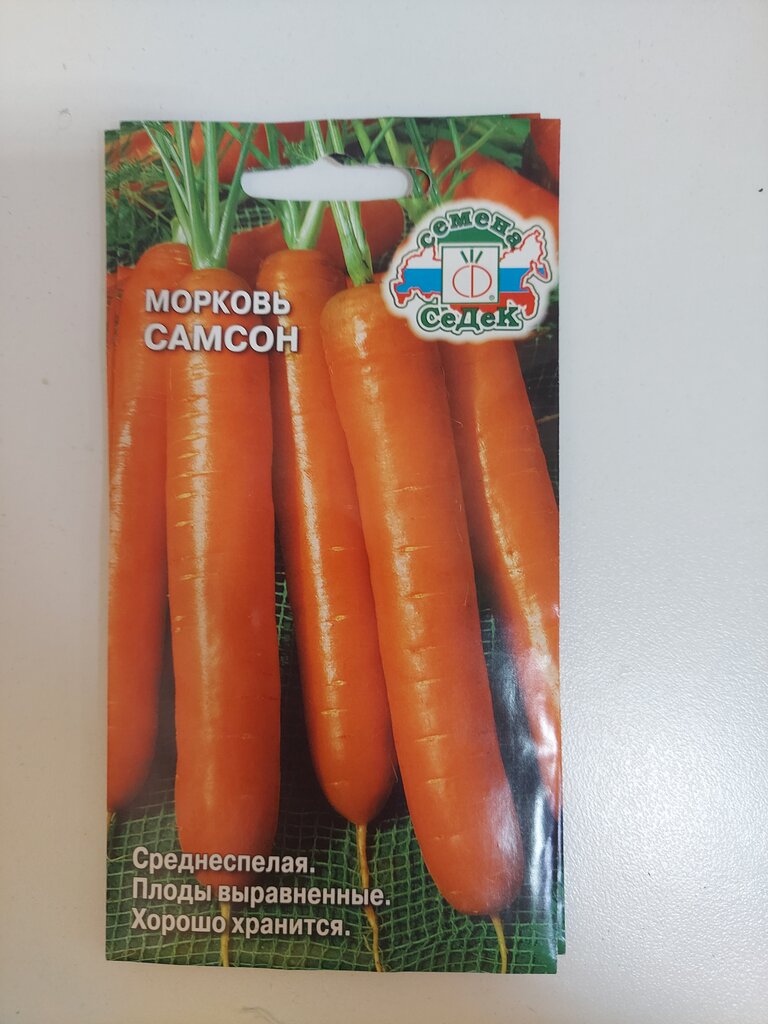 семена
СеДеК
МОРКОВЬ
САМСОН
Среднеспелая.
Плоды выравненные.
Хорошо хранится.